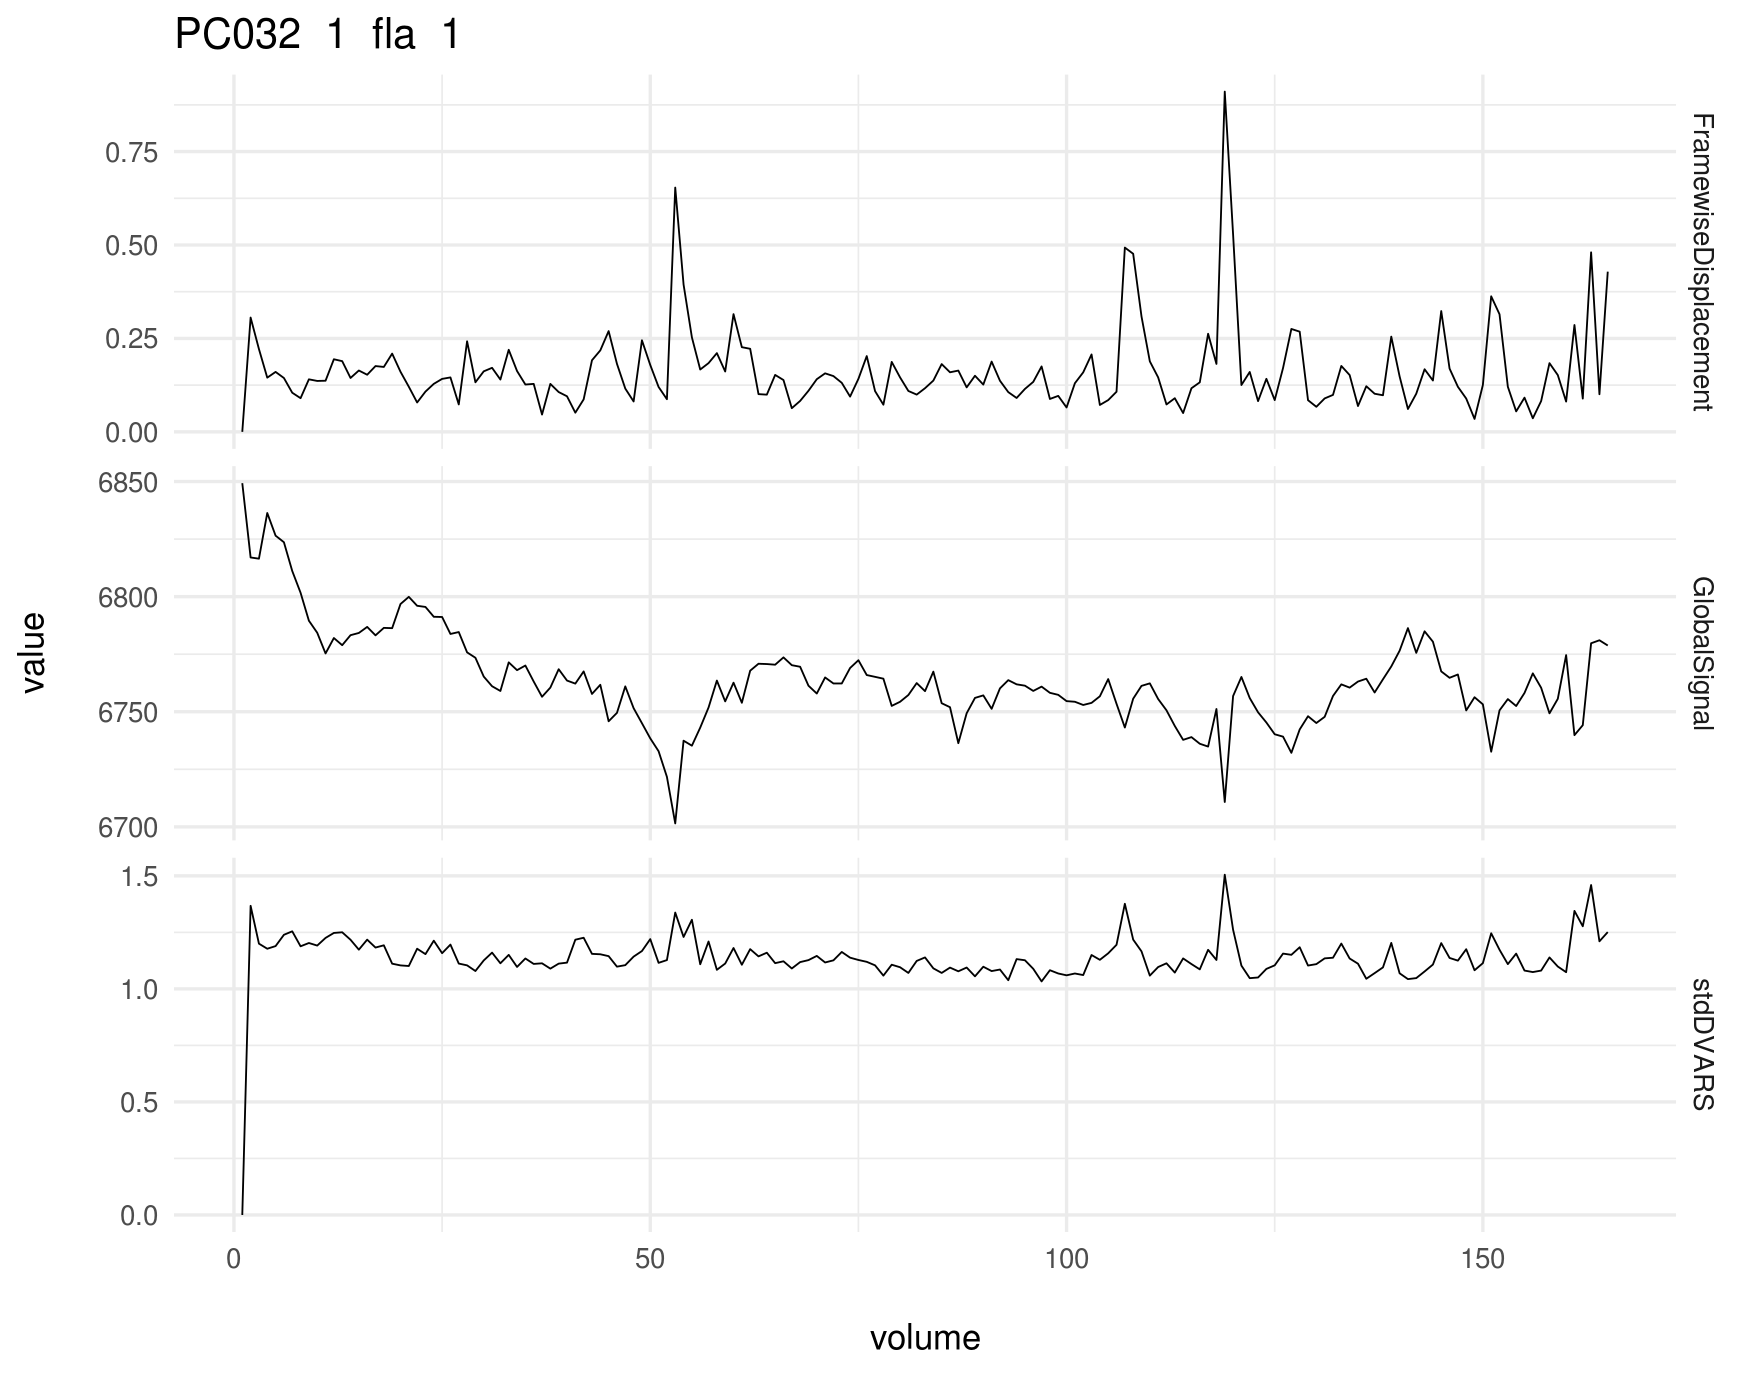 PC032 1 fla 1
0.75
0.50
0.25
0.00
FramewiseDisplacement
6850
6800
6750
6700
GlobalSignal
1.5
1.0
0.5
0.0
stdDVARS
0 50 100 150
volume
value